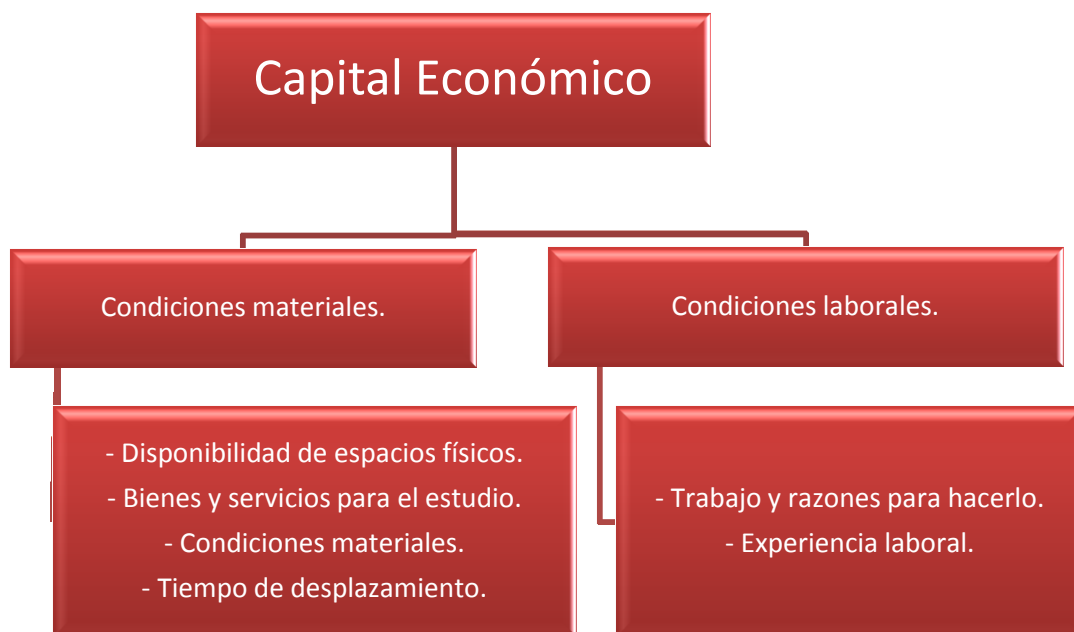 Capital Económico
Condiciones materiales.
Condiciones laborales.
- Disponibilidad de espacios físicos.
- Bienes y servicios para el estudio.
- Condiciones materiales.
- Tiempo de desplazamiento.
- Trabajo y razones para hacerlo.
- Experiencia laboral.